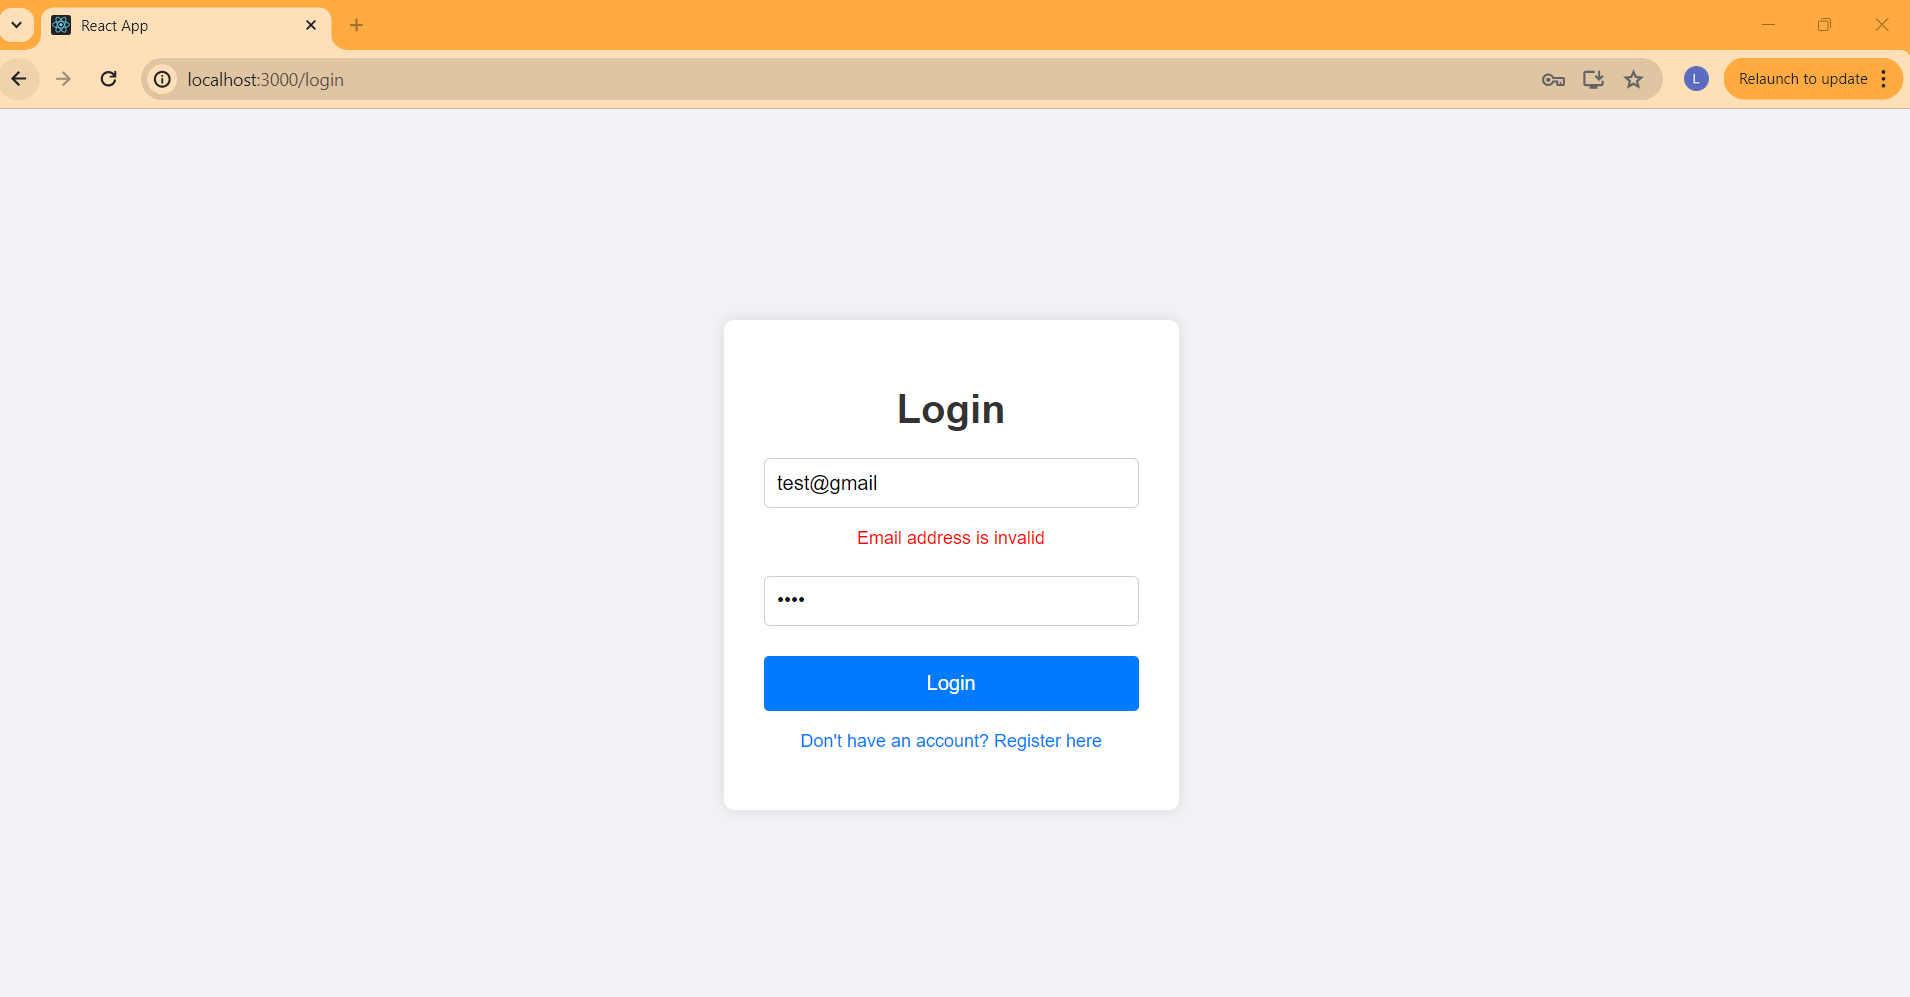 React App
localhost:3000/login
L
Relaunch to update
Login
test@gmail
Email address is invalid
••••
Login
Don't have an account? Register here